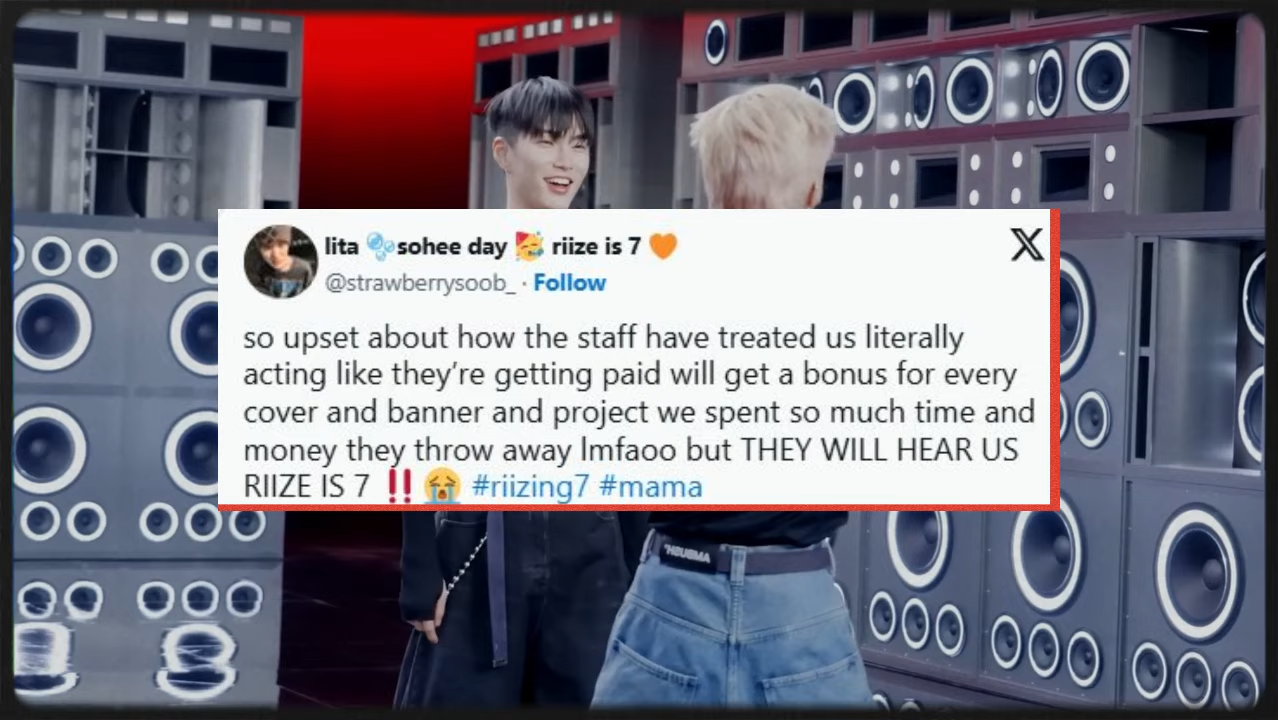 lita 🫧sohee day 🥳 riize is 7 🧡
@strawberrysoob_ · Follow
so upset about how the staff have treated us literally
acting like they're getting paid will get a bonus for every
cover and banner and project we spent so much time and
money they throw away lmfaoo but THEY WILL HEAR US
RIIZE IS 7 ‼️ 😭 #riizing7 #mama